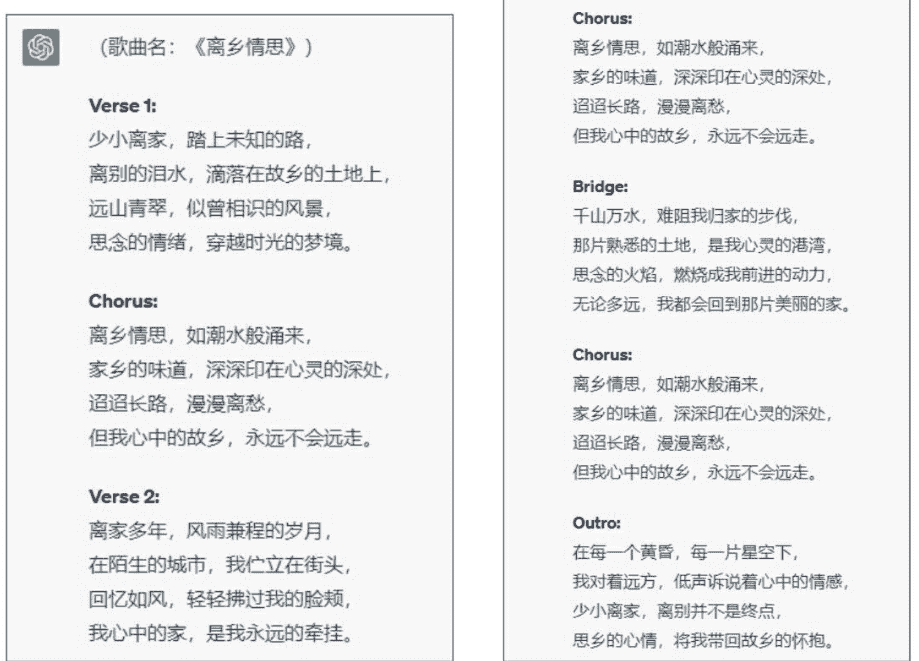 （歌曲名：《离乡情思》）
Verse 1:
少小离家，踏上未知的路，
离别的泪水，滴落在故乡的土地上，
远山青翠，似曾相识的风景，
思念的情绪，穿越时光的梦境。
Chorus:
离乡情思，如潮水般涌来，
家乡的味道，深深印在心灵的深处，
迢迢长路，漫漫离愁，
但我心中的故乡，永远不会远走。
Verse 2:
离家多年，风雨兼程的岁月，
在陌生的城市，我伫立在街头，
回忆如风，轻轻拂过我的脸颊，
我心中的家，是我永远的牵挂。
Chorus:
离乡情思，如潮水般涌来，
家乡的味道，深深印在心灵的深处，
迢迢长路，漫漫离愁，
但我心中的故乡，永远不会远走。
Bridge:
千山万水，难阻我归家的步伐，
那片熟悉的土地，是我心灵的港湾，
思念的火焰，燃烧成我前进的动力，
无论多远，我都会回到那片美丽的家。
Chorus:
离乡情思，如潮水般涌来，
家乡的味道，深深印在心灵的深处，
迢迢长路，漫漫离愁，
但我心中的故乡，永远不会远走。
Outro:
在每一个黄昏，每一片星空下，
我对着远方，低声诉说着心中的情感，
少小离家，离别并不是终点，
思乡的心情，将我带回故乡的怀抱。